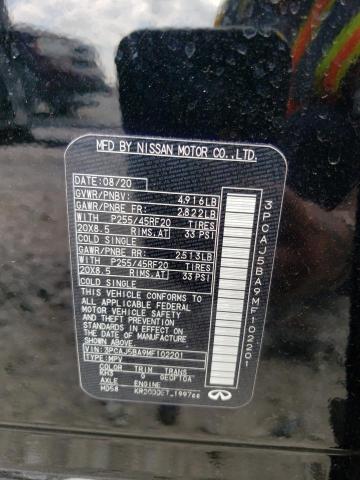 MFD BY NISSAN MOTOR CO.,LTD.
DATE: 08/20
GVWR/PNBV: 4,916LB
GAWR/PNBE FR: 2,822LB
WITH P255/45RF20 TIRES
20X8.5 RIMS,AT 33 PSI
COLD SINGLE
GAWR/PNBE RR: 2,513LB
WITH P255/45RF20 TIRES
20X8.5 RIMS,AT 33 PSI
COLD SINGLE
THIS VEHICLE CONFORMS TO
ALL APPLICABLE FEDERAL
MOTOR VEHICLE SAFETY
STANDARDS IN EFFECT ON
THE DATE OF MANUFACTURE
SHOWN ABOVE.
VIN:3PCAJ5BA9MF102201
TYPE:MPV
COLOR TRIM TRANS
KH3 G
AXLE ENGINE
KR20DDET 1997cc
3PCAJ5BA9MF102201
INFINITI